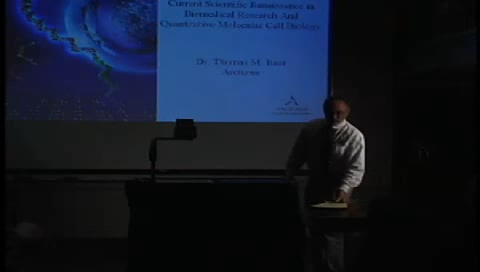 Current Scientific Renaissance in
Biomedical Research And
Quantitative Molecular Cell Biology
Dr. Thomas M.